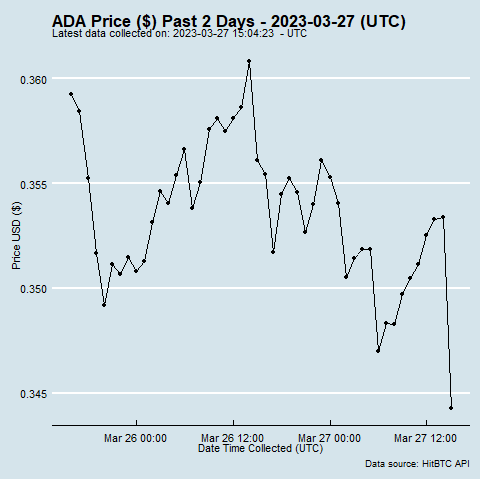 ADA Price ($) Past 2 Days - 2023-03-27 (UTC)
Latest data collected on: 2023-03-27 15:04:23 - UTC
0.360
0.355
0.350
0.345
Price USD ($)
Mar 26 00:00 Mar 26 12:00 Mar 27 00:00 Mar 27 12:00
Date Time Collected (UTC)
Data source: HitBTC API